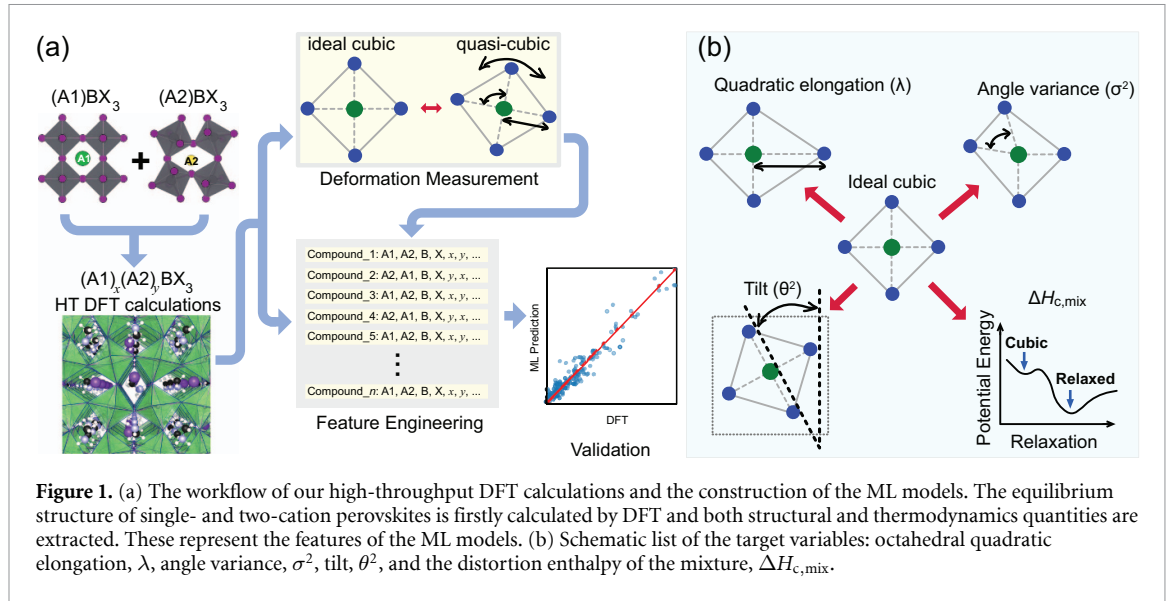 (a)
(A1)BX₃
(A2)BX₃
A1
+
A2
(A1)ₓ(A2)ᵧBX₃
HT DFT calculations
ideal cubic
quasi-cubic
Deformation Measurement
Compound_1: A1, A2, B, X, x, y, ...
Compound_2: A2, A1, B, X, y, x, ...
Compound_3: A1, A2, B, X, x, y, ...
Compound_4: A2, A1, B, X, x, y, ...
Compound_5: A1, A2, B, X, x, y, ...
Compound_n: A1, A2, B, X, x, y, ...
Feature Engineering
ML Prediction
DFT
Validation
(b)
Quadratic elongation (λ)
Angle variance (σ²)
Ideal cubic
Tilt (θ²)
ΔH_c,mix
Potential Energy
Cubic
Relaxed
Relaxation
Figure 1. (a) The workflow of our high-throughput DFT calculations and the construction of the ML models. The equilibrium
structure of single- and two-cation perovskites is firstly calculated by DFT and both structural and thermodynamics quantities are
extracted. These represent the features of the ML models. (b) Schematic list of the target variables: octahedral quadratic
elongation, λ, angle variance, σ², tilt, θ², and the distortion enthalpy of the mixture, ΔH_c,mix.